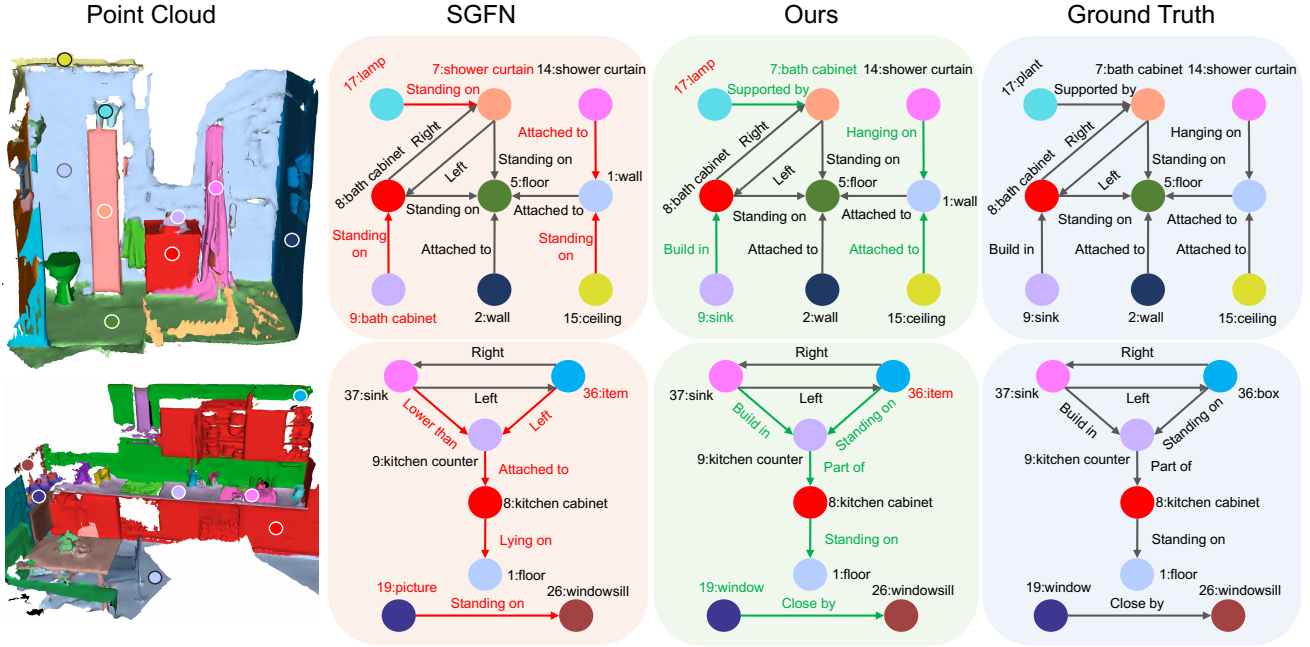 Point Cloud
SGFN
Ours
Ground Truth
17:lamp
7:shower curtain
14:shower curtain
Standing on
Right
Attached to
8:bath cabinet
Left
Standing on
1:wall
5:floor
Standing on
Attached to
Standing
on
Attached to
Standing
on
9:bath cabinet
2:wall
15:ceiling
17:lamp
7:bath cabinet
14:shower curtain
Supported by
Right
Hanging on
8:bath cabinet
Left
Standing on
5:floor
1:wall
Standing on
Attached to
Build in
Attached to
Attached to
9:sink
2:wall
15:ceiling
17:plant
7:bath cabinet
14:shower curtain
Supported by
Right
Hanging on
8:bath cabinet
Left
Standing on
5:floor
Standing on
Attached to
Build in
Attached to
Attached to
9:sink
2:wall
15:ceiling
Right
37:sink
Left
36:item
Lower than
Left
9:kitchen counter
Attached to
8:kitchen cabinet
Lying on
1:floor
19:picture
26:windowsill
Standing on
Right
37:sink
Left
36:item
Build in
Standing on
9:kitchen counter
Part of
8:kitchen cabinet
Standing on
1:floor
19:window
26:windowsill
Close by
Right
37:sink
Left
36:box
Build in
Standing on
9:kitchen counter
Part of
8:kitchen cabinet
Standing on
1:floor
19:window
26:windowsill
Close by